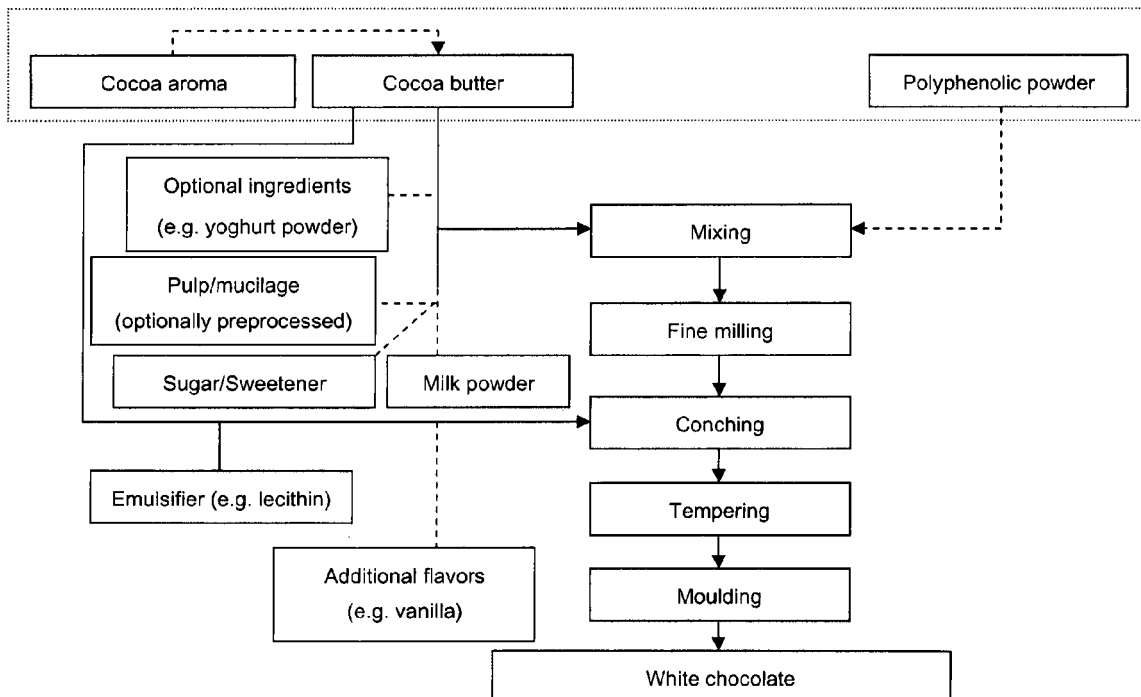 Cocoa aroma
Cocoa butter
Polyphenolic powder
Optional ingredients
(e.g. yoghurt powder)
Mixing
Pulp/mucilage
(optionally preprocessed)
Fine milling
Sugar/Sweetener
Milk powder
Conching
Emulsifier (e.g. lecithin)
Tempering
Additional flavors
(e.g. vanilla)
Moulding
White chocolate